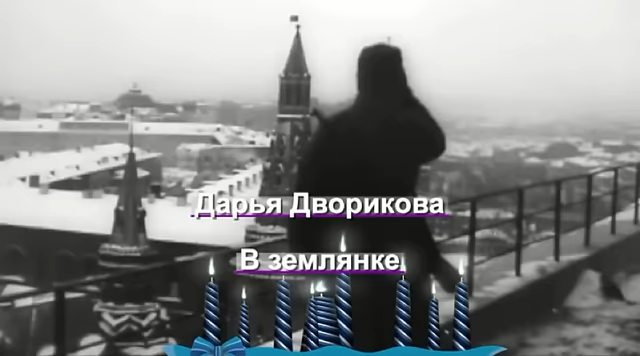 Дарья Дворикова
В землянке